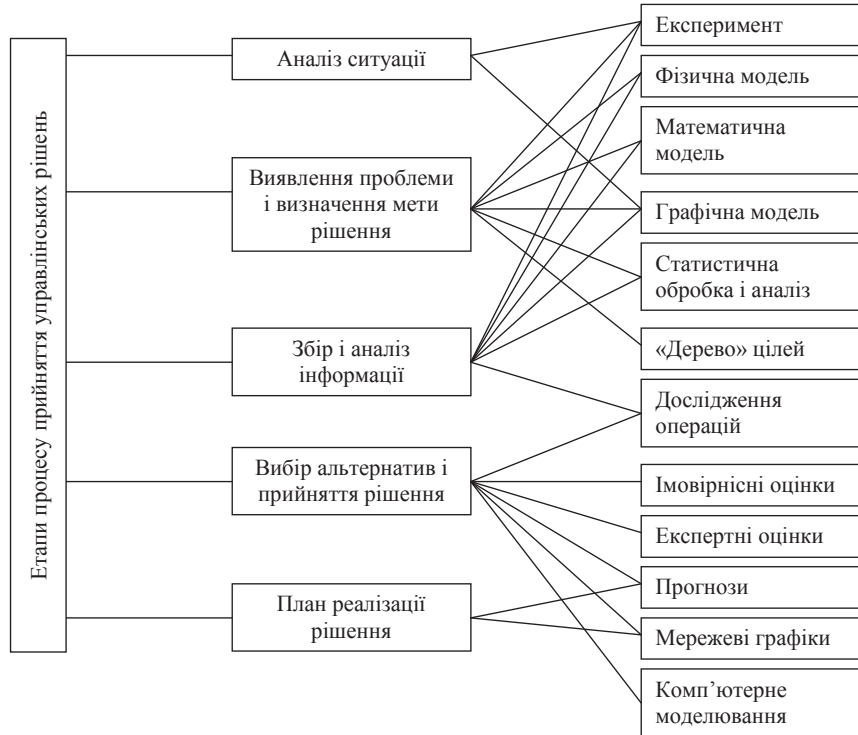 Етапи процесу прийняття управлінських рішень
Аналіз ситуації
Виявлення проблеми
і визначення мети
рішення
Збір і аналіз
інформації
Вибір альтернатив і
прийняття рішення
План реалізації
рішення
Експеримент
Фізична модель
Математична
модель
Графічна модель
Статистична
обробка і аналіз
«Дерево» цілей
Дослідження
операцій
Імовірнісні оцінки
Експертні оцінки
Прогнози
Мережеві графіки
Комп’ютерне
моделювання